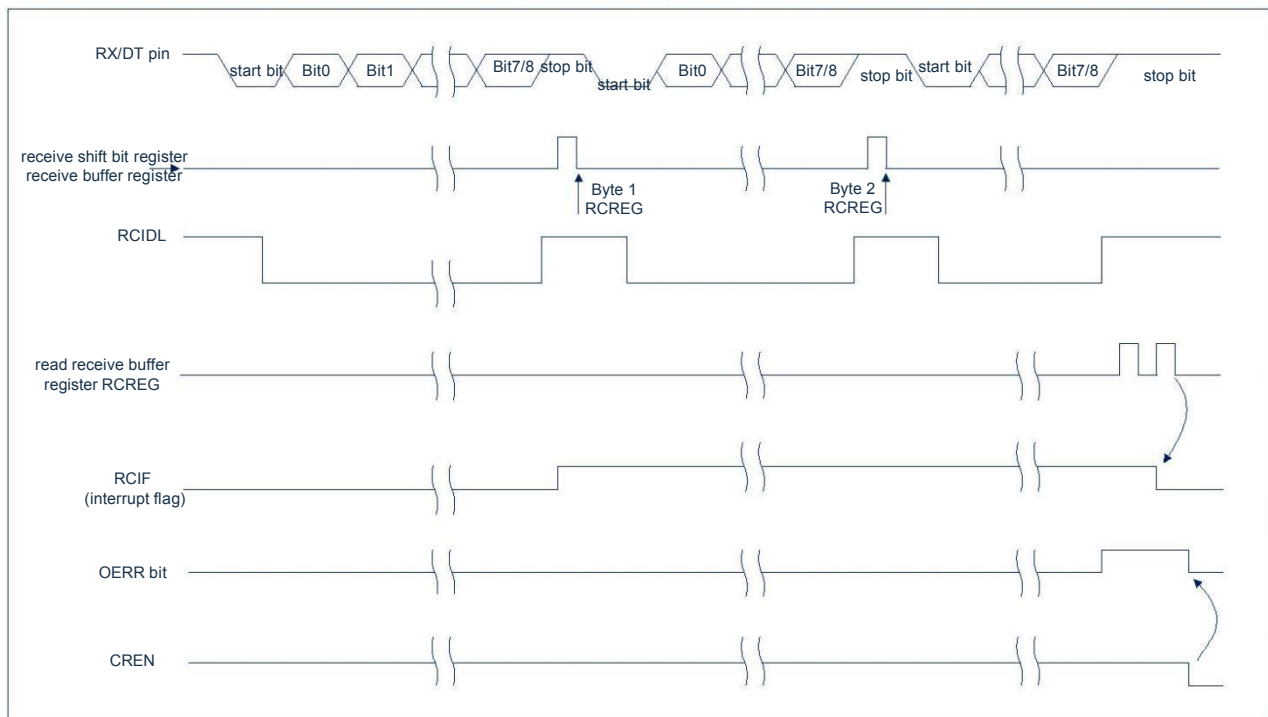 RX/DT pin
start bit Bit0 Bit1 Bit7/8 stop bit start bit Bit0 Bit7/8 stop bit start bit Bit7/8 stop bit
receive shift bit register
receive buffer register
Byte 1
RCREG
Byte 2
RCREG
RCIDL
read receive buffer
register RCREG
RCIF
(interrupt flag)
OERR bit
CREN